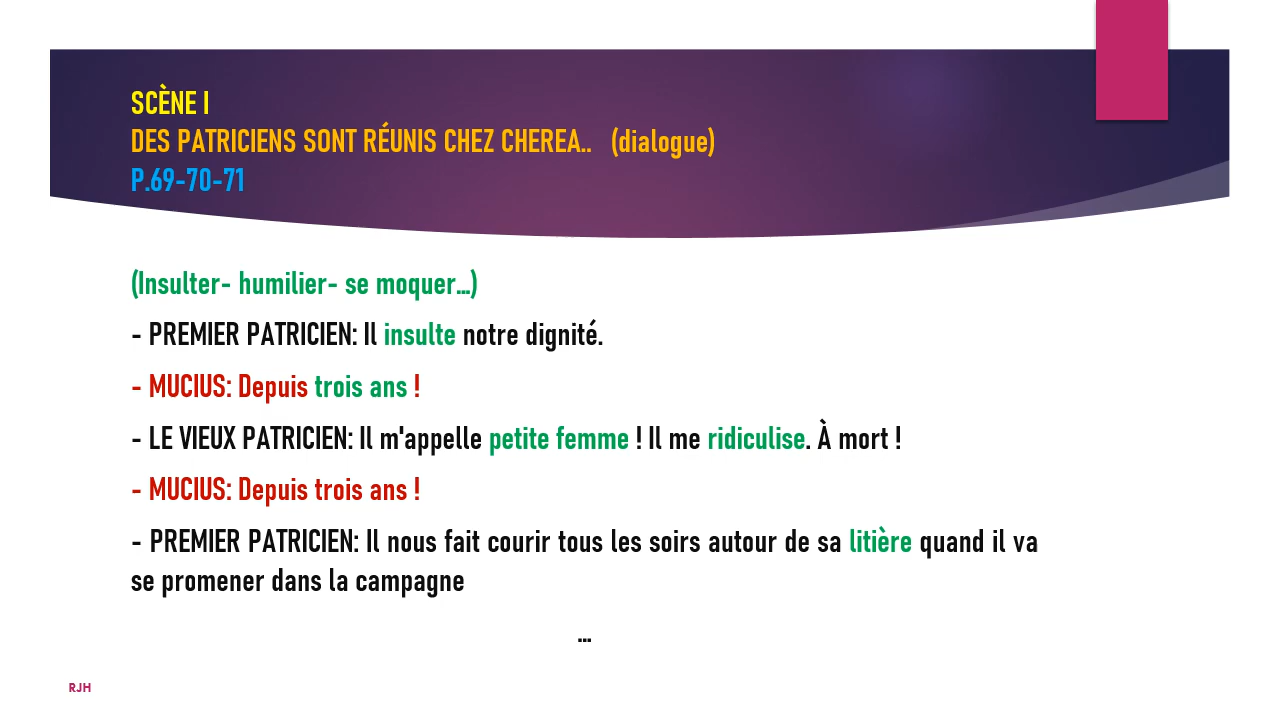 SCÈNE I
DES PATRICIENS SONT RÉUNIS CHEZ CHEREA.. (dialogue)
P.69-70-71
(Insulter- humilier- se moquer...)
- PREMIER PATRICIEN: Il insulte notre dignité.
- MUCIUS: Depuis trois ans !
- LE VIEUX PATRICIEN: Il m'appelle petite femme ! Il me ridiculise. À mort !
- MUCIUS: Depuis trois ans !
- PREMIER PATRICIEN: Il nous fait courir tous les soirs autour de sa litière quand il va
se promener dans la campagne
...
RJH